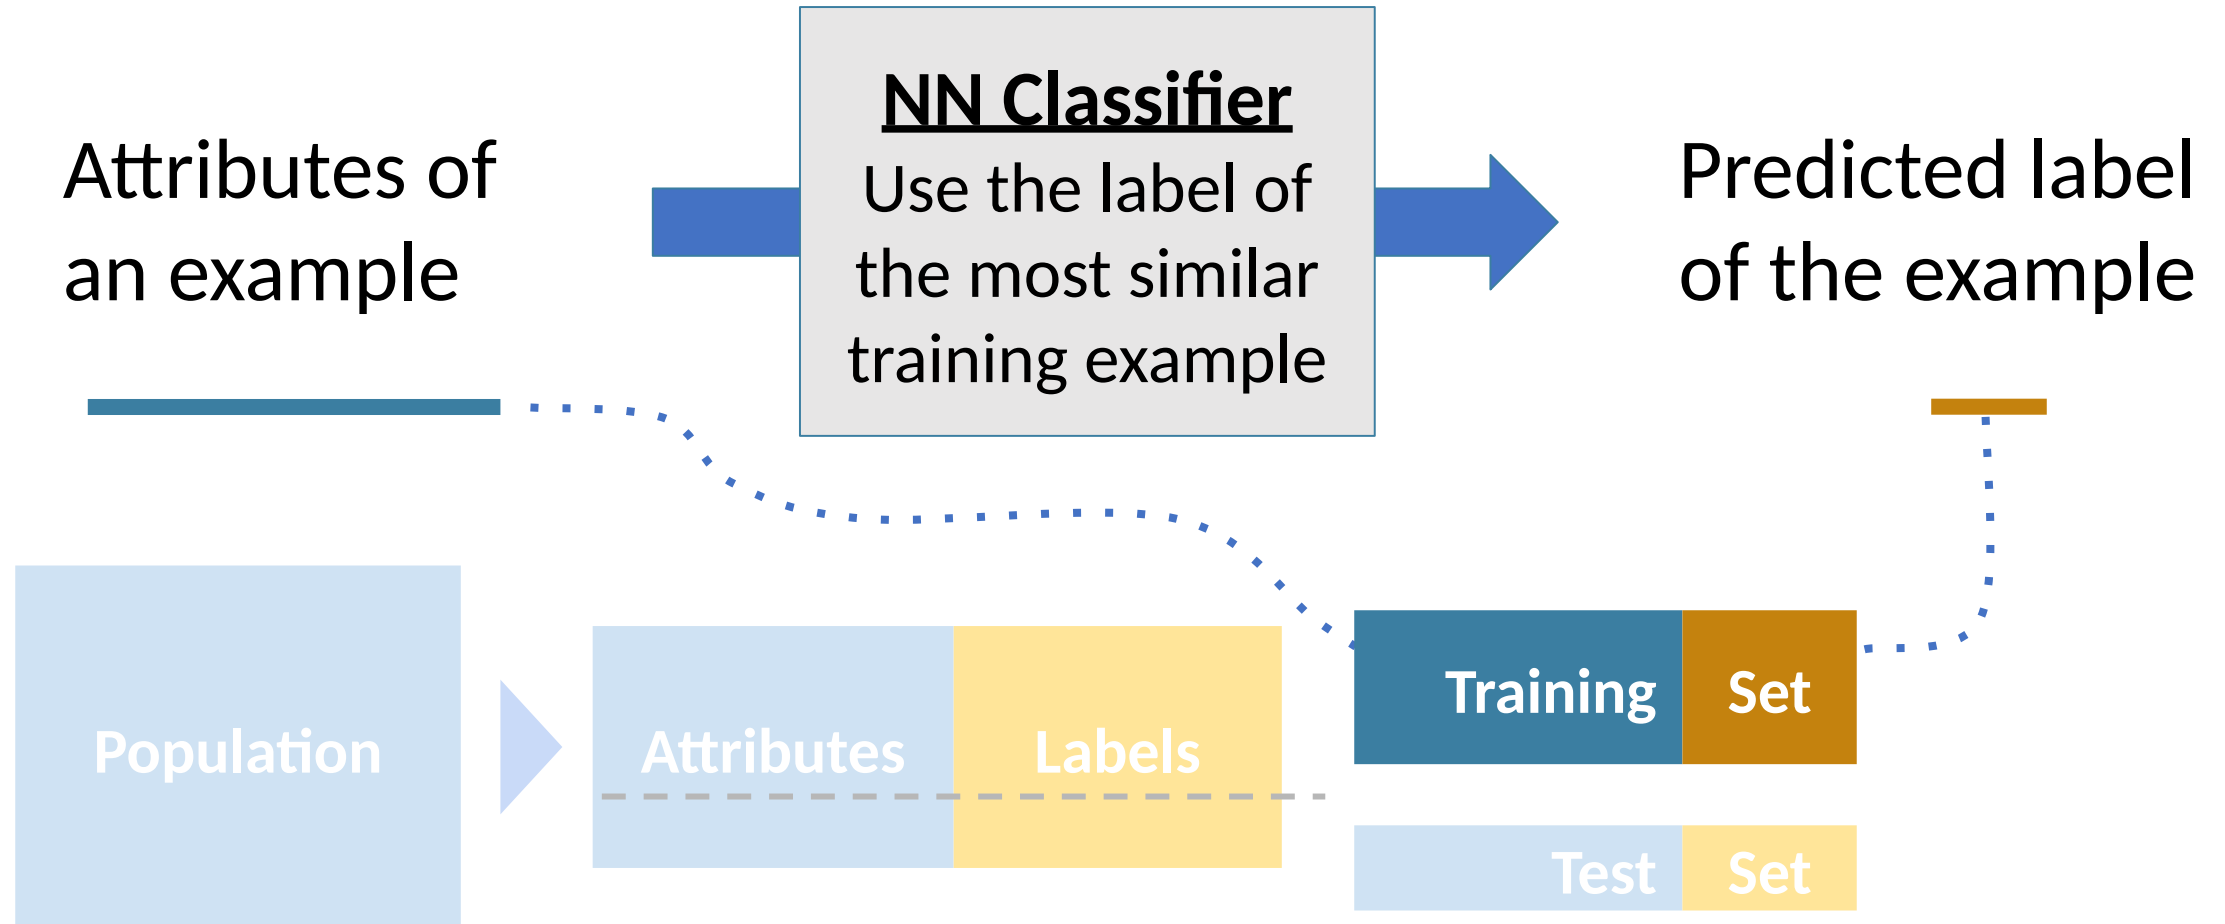 NN Classifier
Use the label of
the most similar
training example
Attributes of
an example
Predicted label
of the example
Population
Attributes
Labels
Training Set
Test Set